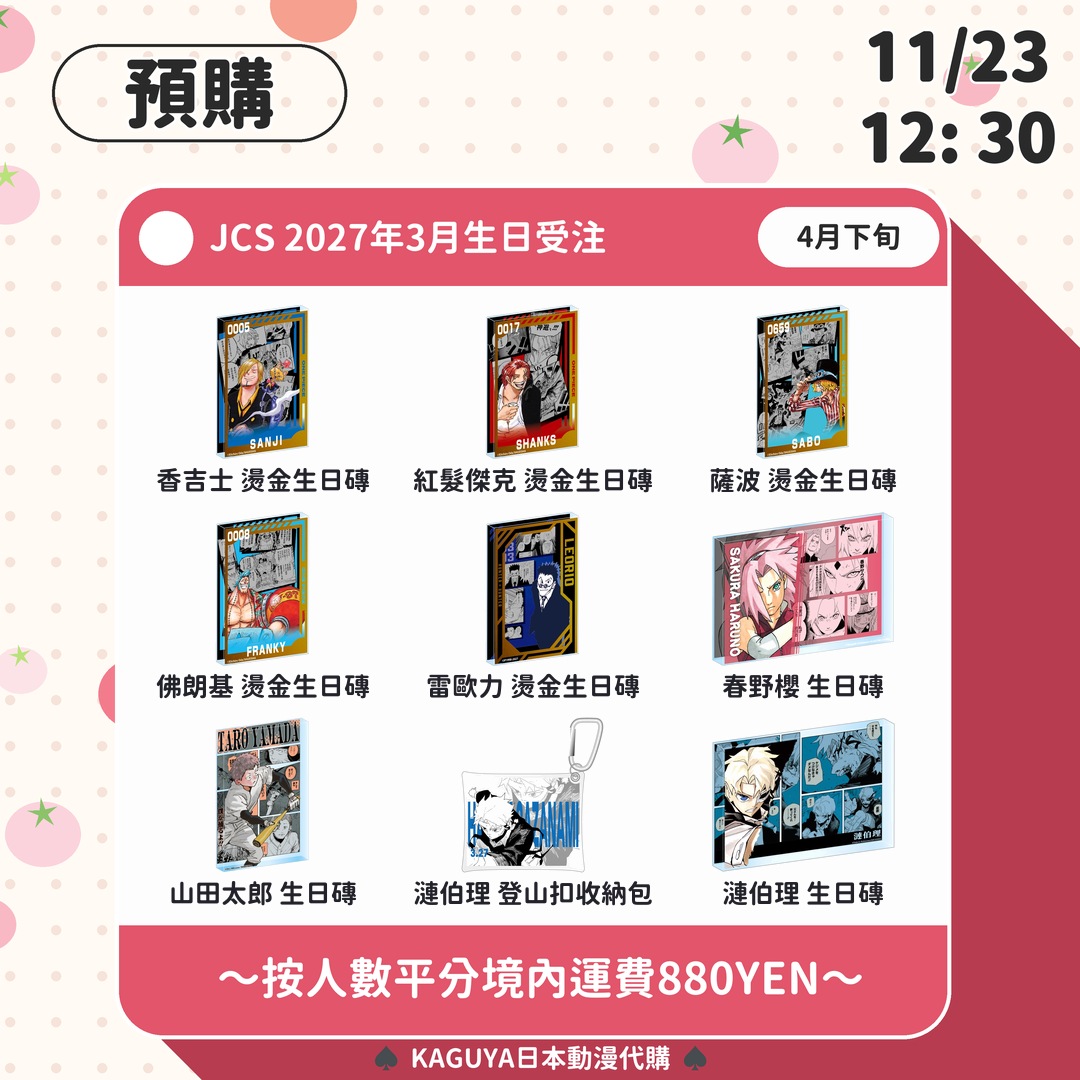 預購
11/23
12: 30
JCS 2027年3月生日受注
4月下旬
0005
SANJI
香吉士 燙金生日磚
0017
SHANKS
紅髮傑克 燙金生日磚
0659
SABO
薩波 燙金生日磚
0008
FRANKY
佛朗基 燙金生日磚
LEORIO
雷歐力 燙金生日磚
SAKURA HARUNO
春野櫻 生日磚
TARO YAMADA
山田太郎 生日磚
3.27
漣伯理 登山扣收納包
漣伯理
漣伯理 生日磚
～按人數平分境內運費880YEN～
♠ KAGUYA日本動漫代購 ♠